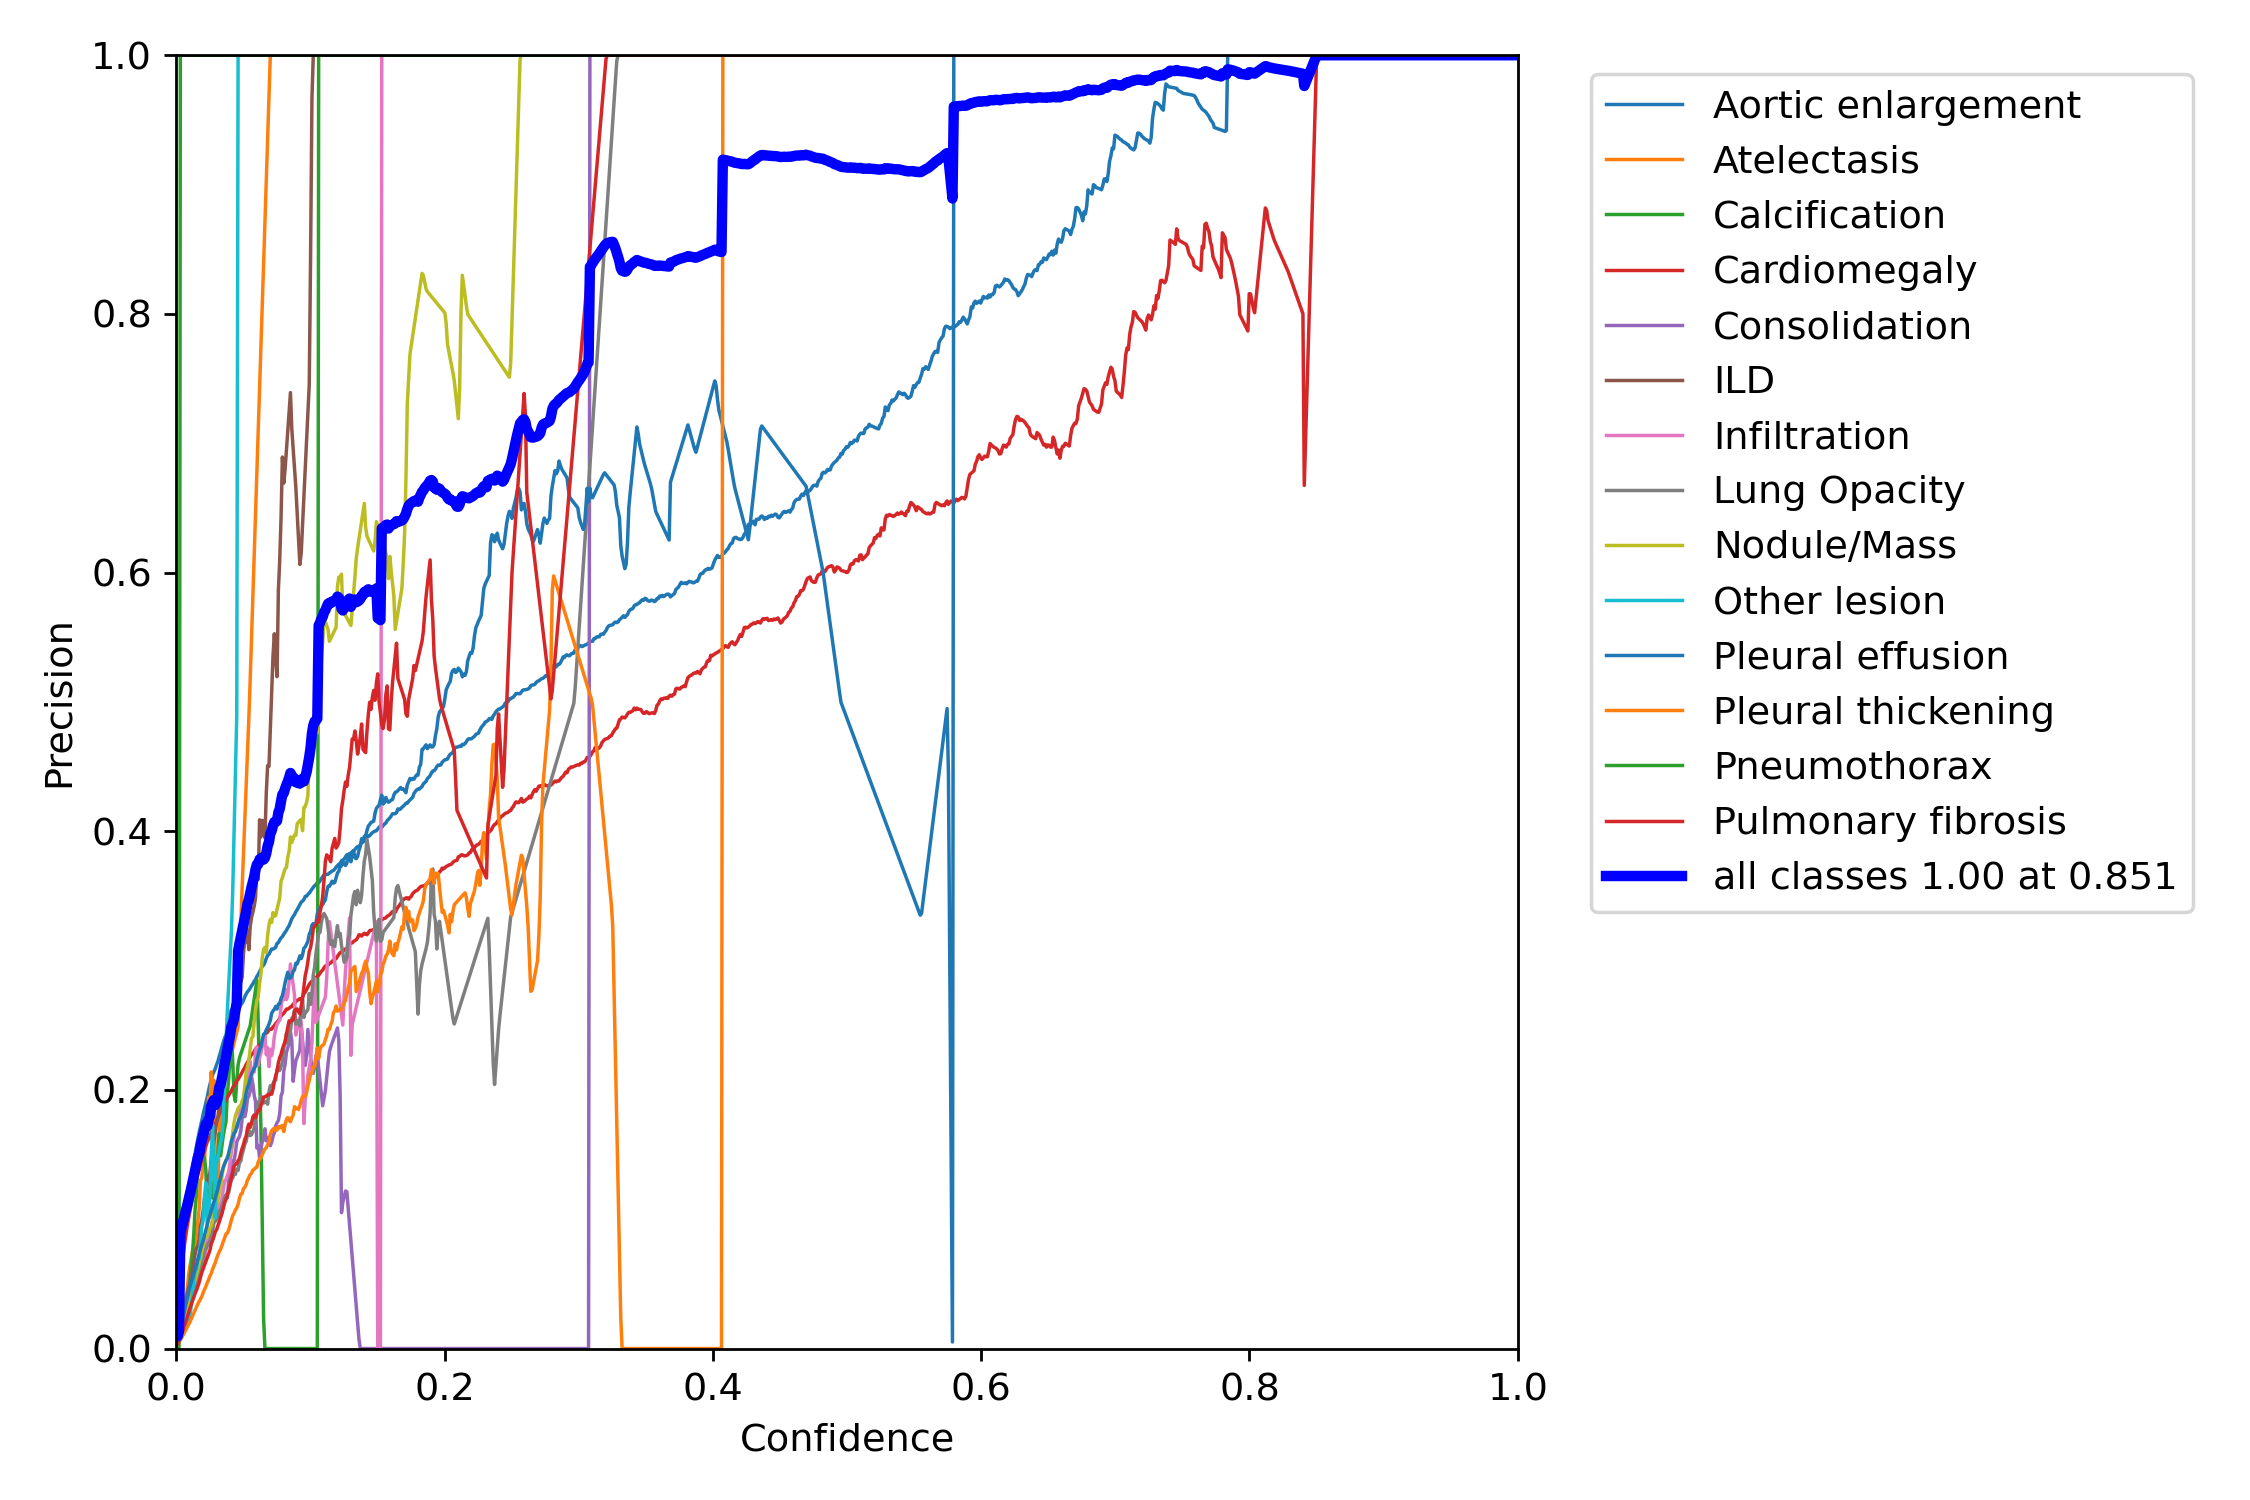 1.0
0.8
0.6
0.4
0.2
0.0
Precision
0.0 0.2 0.4 0.6 0.8 1.0
Confidence
Aortic enlargement
Atelectasis
Calcification
Cardiomegaly
Consolidation
ILD
Infiltration
Lung Opacity
Nodule/Mass
Other lesion
Pleural effusion
Pleural thickening
Pneumothorax
Pulmonary fibrosis
all classes 1.00 at 0.851